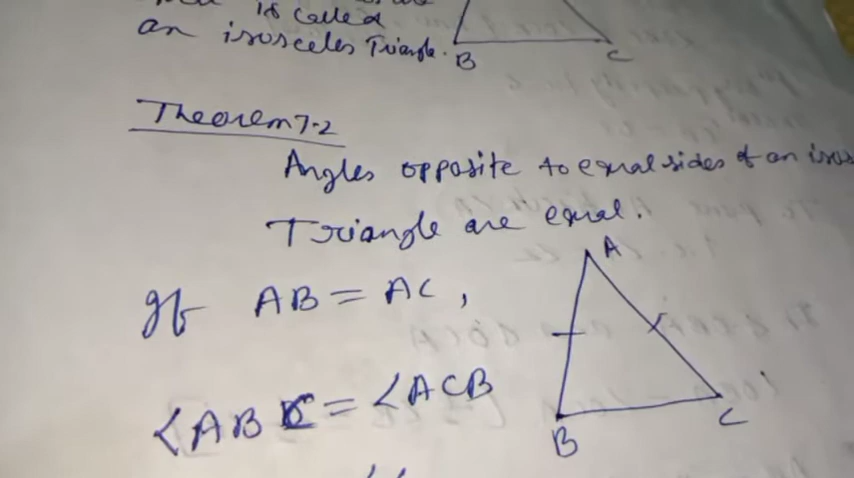 is called
an isosceles Triangle.
B
C
Theorem 7.2
Angles opposite to equal sides of an isos
Triangle are equal.
A
If AB = AC,
∠ABC = ∠ACB
B
C